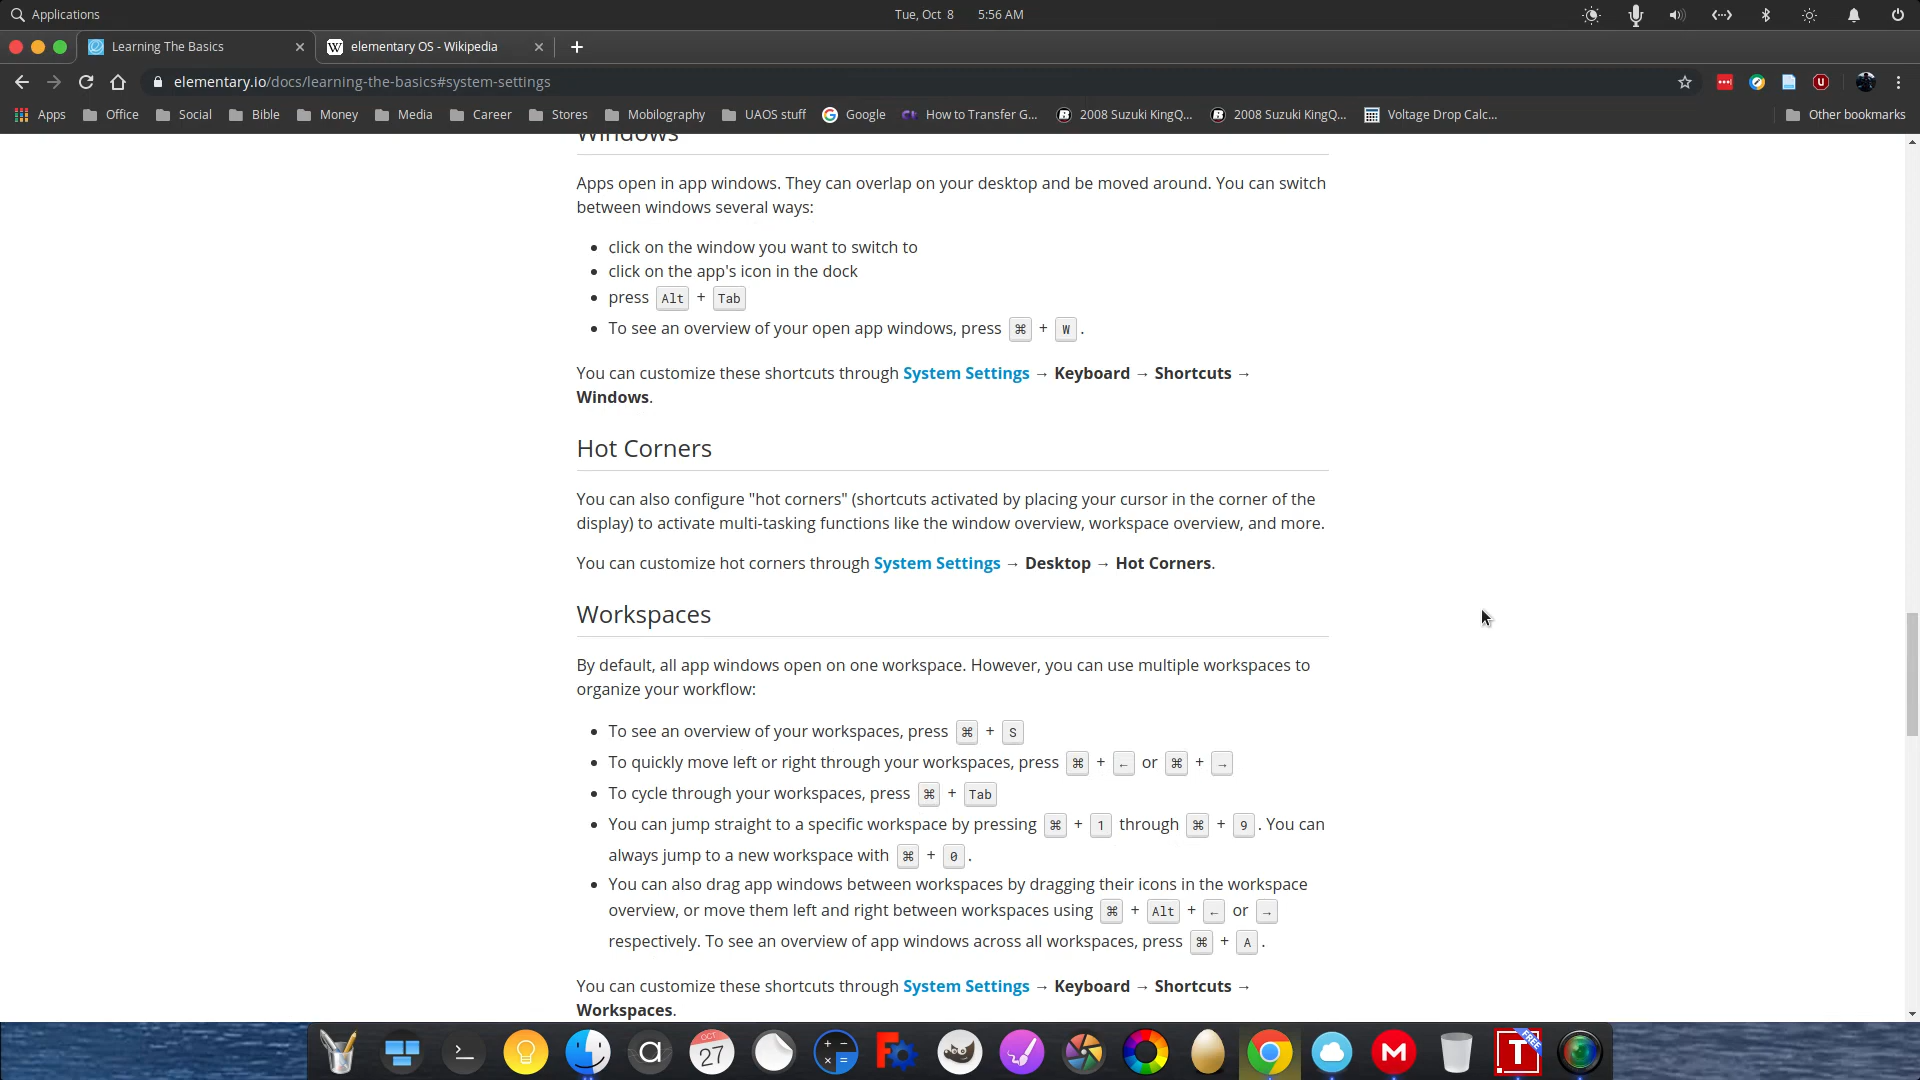 Applications
Tue, Oct 8 5:56 AM
Learning The Basics
elementary OS - Wikipedia
elementary.io/docs/learning-the-basics#system-settings
Apps Office Social Bible Money Media Career Stores Mobilography UAOS stuff Google How to Transfer G... 2008 Suzuki KingQ... 2008 Suzuki KingQ... Voltage Drop Calc... Other bookmarks
Windows
Apps open in app windows. They can overlap on your desktop and be moved around. You can switch
between windows several ways:
• click on the window you want to switch to
• click on the app's icon in the dock
• press Alt + Tab
• To see an overview of your open app windows, press ⌘ + W .
You can customize these shortcuts through System Settings → Keyboard → Shortcuts →
Windows.
Hot Corners
You can also configure "hot corners" (shortcuts activated by placing your cursor in the corner of the
display) to activate multi-tasking functions like the window overview, workspace overview, and more.
You can customize hot corners through System Settings → Desktop → Hot Corners.
Workspaces
By default, all app windows open on one workspace. However, you can use multiple workspaces to
organize your workflow:
• To see an overview of your workspaces, press ⌘ + S
• To quickly move left or right through your workspaces, press ⌘ + ← or ⌘ + →
• To cycle through your workspaces, press ⌘ + Tab
• You can jump straight to a specific workspace by pressing ⌘ + 1 through ⌘ + 9 . You can
always jump to a new workspace with ⌘ + 0 .
• You can also drag app windows between workspaces by dragging their icons in the workspace
overview, or move them left and right between workspaces using ⌘ + Alt + ← or →
respectively. To see an overview of app windows across all workspaces, press ⌘ + A .
You can customize these shortcuts through System Settings → Keyboard → Shortcuts →
Workspaces.
OCT
27
FREE
T